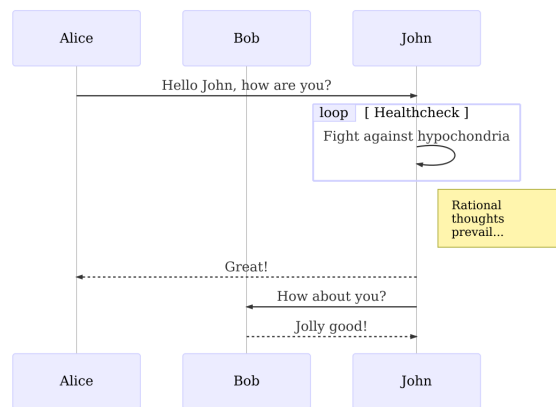 Alice
Bob
John
Hello John, how are you?
loop
[ Healthcheck ]
Fight against hypochondria
Rational
thoughts
prevail...
Great!
How about you?
Jolly good!
Alice
Bob
John